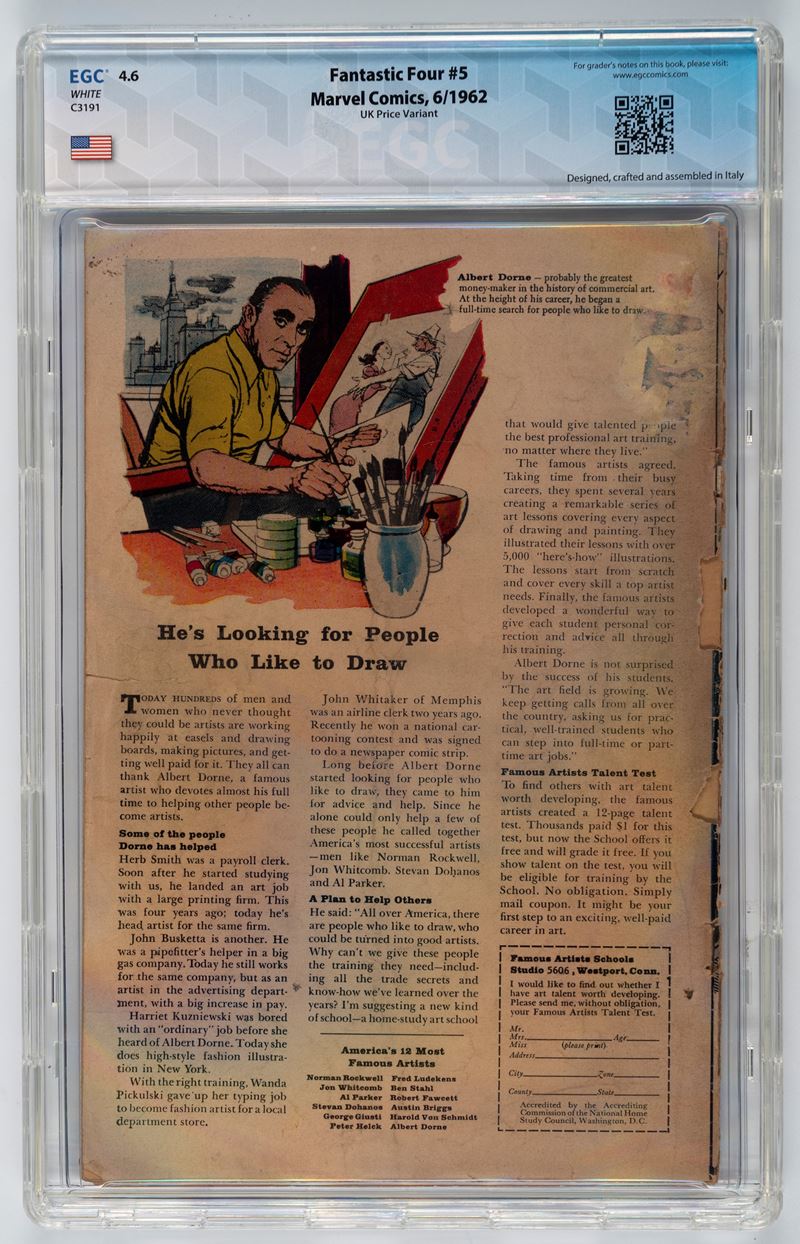 EGC® 4.6
WHITE
C3191
Fantastic Four #5
Marvel Comics, 6/1962
UK Price Variant
For grader's notes on this book, please visit:
www.egccomics.com
Designed, crafted and assembled in Italy
EGC
Albert Dorne — probably the greatest
money-maker in the history of commercial art.
At the height of his career, he began a
full-time search for people who like to draw.
He's Looking for People
Who Like to Draw
TODAY HUNDREDS of men and
women who never thought
they could be artists are working
happily at easels and drawing
boards, making pictures, and get-
ting well paid for it. They all can
thank Albert Dorne, a famous
artist who devotes almost his full
time to helping other people be-
come artists.
Some of the people
Dorne has helped
Herb Smith was a payroll clerk.
Soon after he started studying
with us, he landed an art job
with a large printing firm. This
was four years ago; today he's
head artist for the same firm.
John Busketta is another. He
was a pipefitter's helper in a big
gas company. Today he still works
for the same company, but as an
artist in the advertising depart-
ment, with a big increase in pay.
Harriet Kuzniewski was bored
with an "ordinary" job before she
heard of Albert Dorne. Today she
does high-style fashion illustra-
tion in New York.
With the right training, Wanda
Pickulski gave up her typing job
to become fashion artist for a local
department store.
John Whitaker of Memphis
was an airline clerk two years ago.
Recently he won a national car-
tooning contest and was signed
to do a newspaper comic strip.
Long before Albert Dorne
started looking for people who
like to draw, they came to him
for advice and help. Since he
alone could only help a few of
these people he called together
America's most successful artists
—men like Norman Rockwell,
Jon Whitcomb, Stevan Dohanos
and Al Parker.
A Plan to Help Others
He said: "All over America, there
are people who like to draw, who
could be turned into good artists.
Why can't we give these people
the training they need—includ-
ing all the trade secrets and
know-how we've learned over the
years? I'm suggesting a new kind
of school—a home-study art school
America's 12 Most
Famous Artists
Norman Rockwell Fred Ludekens
Jon Whitcomb Ben Stahl
Al Parker Robert Fawcett
Stevan Dohanos Austin Briggs
George Giusti Harold Von Schmidt
Peter Helck Albert Dorne
that would give talented people
the best professional art training,
no matter where they live."
The famous artists agreed.
Taking time from their busy
careers, they spent several years
creating a remarkable series of
art lessons covering every aspect
of drawing and painting. They
illustrated their lessons with over
5,000 "here's-how" illustrations.
The lessons start from scratch
and cover every skill a top artist
needs. Finally, the famous artists
developed a wonderful way to
give each student personal cor-
rection and advice all through
his training.
Albert Dorne is not surprised
by the success of his students.
"The art field is growing. We
keep getting calls from all over
the country, asking us for prac-
tical, well-trained students who
can step into full-time or part-
time art jobs."
Famous Artists Talent Test
To find others with art talent
worth developing, the famous
artists created a 12-page talent
test. Thousands paid $1 for this
test, but now the School offers it
free and will grade it free. If you
show talent on the test, you will
be eligible for training by the
School. No obligation. Simply
mail coupon. It might be your
first step to an exciting, well-paid
career in art.
Famous Artists Schools
Studio 5606, Westport, Conn.
I would like to find out whether I
have art talent worth developing.
Please send me, without obligation,
your Famous Artists Talent Test.
Mr.
Mrs. Age
Miss (please print)
Address
City Zone
County State
Accredited by the Accrediting
Commission of the National Home
Study Council, Washington, D.C.